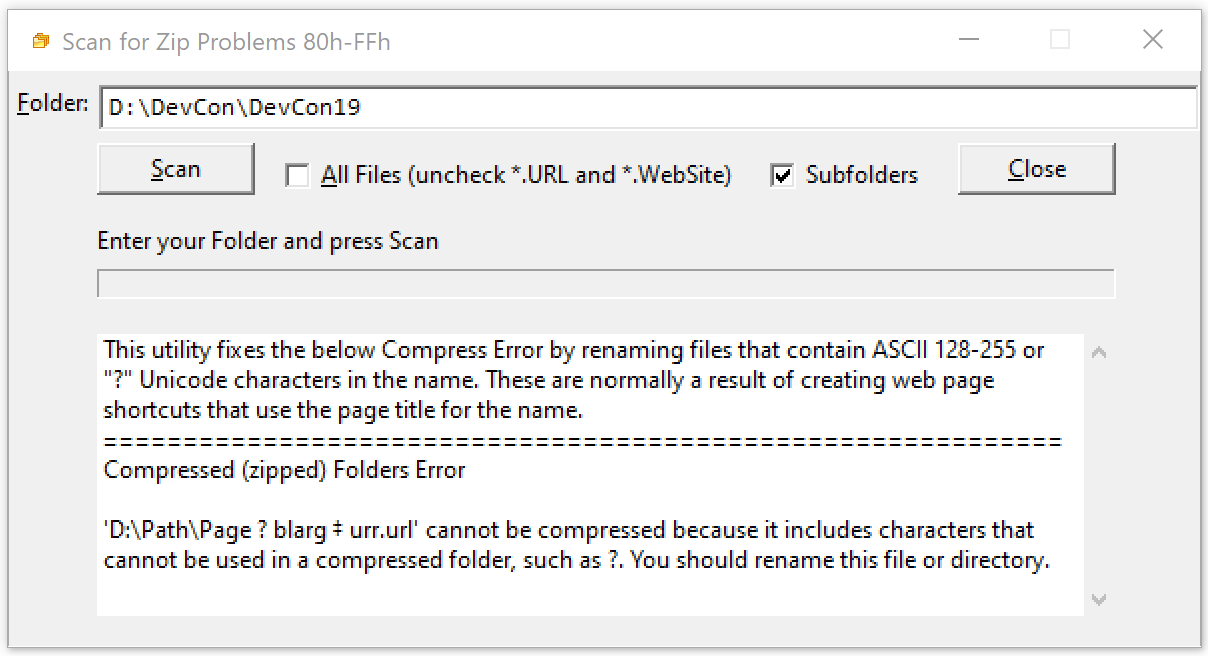 Scan for Zip Problems 80h-FFh
Folder: D:\DevCon\DevCon19
Scan All Files (uncheck *.URL and *.WebSite) Subfolders Close
Enter your Folder and press Scan
This utility fixes the below Compress Error by renaming files that contain ASCII 128-255 or
"?" Unicode characters in the name. These are normally a result of creating web page
shortcuts that use the page title for the name.
============================================================
Compressed (zipped) Folders Error
'D:\Path\Page ? blarg ‡ urr.url' cannot be compressed because it includes characters that
cannot be used in a compressed folder, such as ?. You should rename this file or directory.